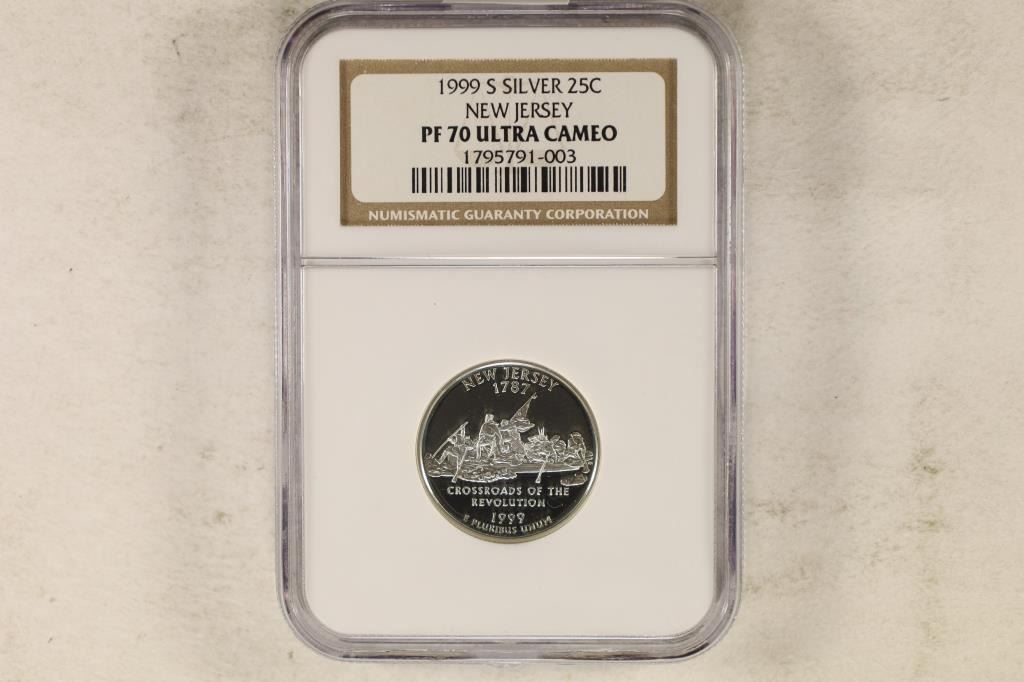 1999 S SILVER 25C
NEW JERSEY
PF 70 ULTRA CAMEO
1795791-003
NUMISMATIC GUARANTY CORPORATION
NEW JERSEY
1787
CROSSROADS OF THE
REVOLUTION
1999
E PLURIBUS UNUM